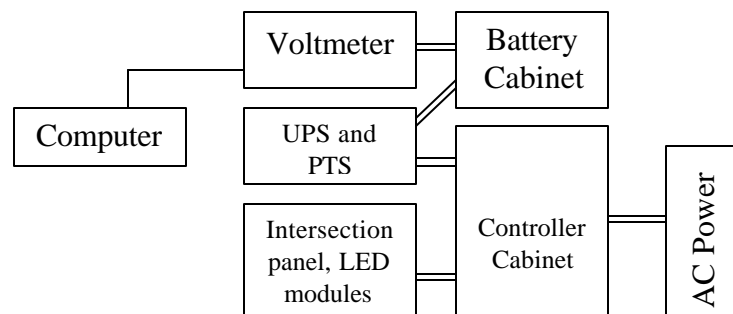 Voltmeter
Battery
Cabinet
Computer
UPS and
PTS
Intersection
panel, LED
modules
Controller
Cabinet
AC Power